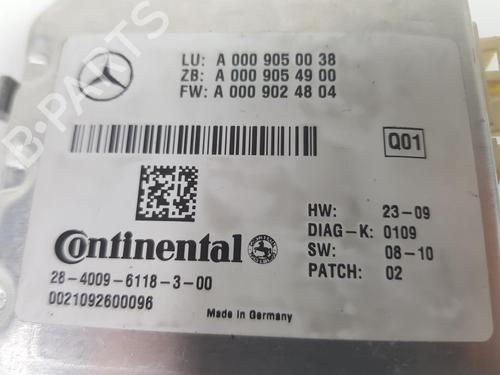 LU: A 000 905 00 38
ZB: A 000 905 49 00
FW: A 000 902 48 04
Q01
HW: 23-09
DIAG-K: 0109
SW: 08-10
PATCH: 02
Continental
28-4009-6118-3-00
0021092600096
Made in Germany
B-PARTS